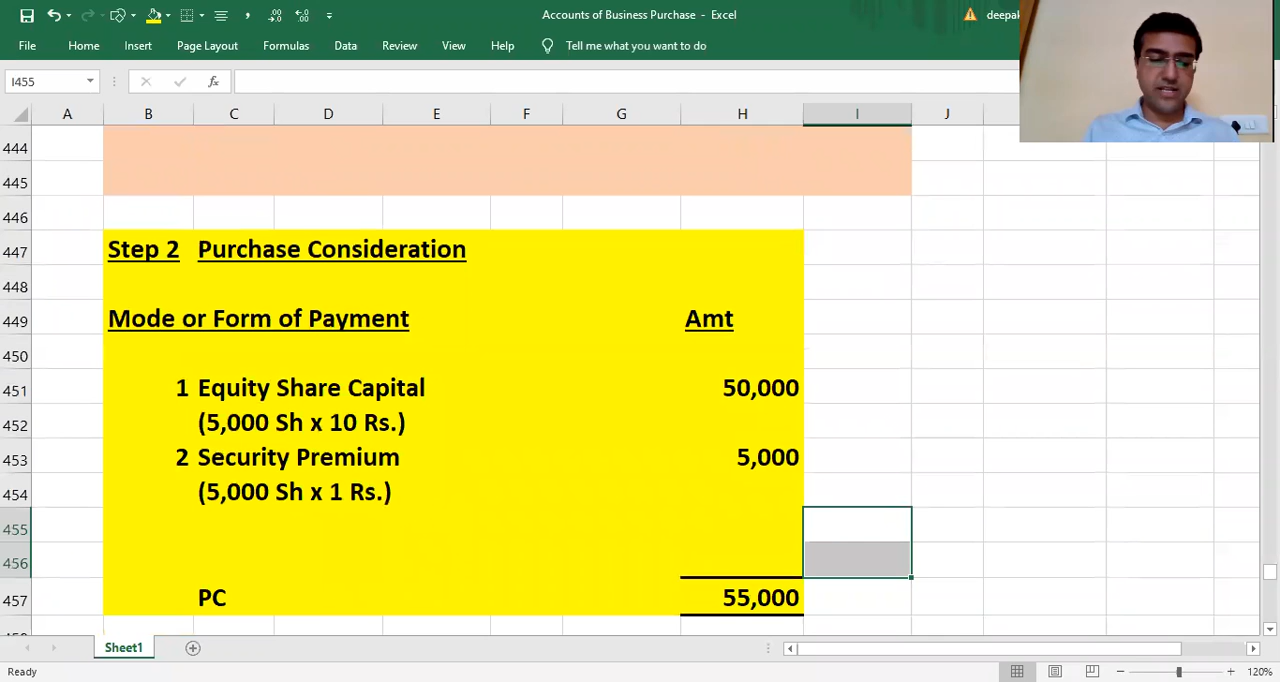 Accounts of Business Purchase - Excel
File Home Insert Page Layout Formulas Data Review View Help Tell me what you want to do
I455 fx
A B C D E F G H I J
444
445
446
447 Step 2 Purchase Consideration
448
449 Mode or Form of Payment Amt
450
451 1 Equity Share Capital 50,000
452 (5,000 Sh x 10 Rs.)
453 2 Security Premium 5,000
454 (5,000 Sh x 1 Rs.)
455
456
457 PC 55,000
Sheet1
Ready 120%